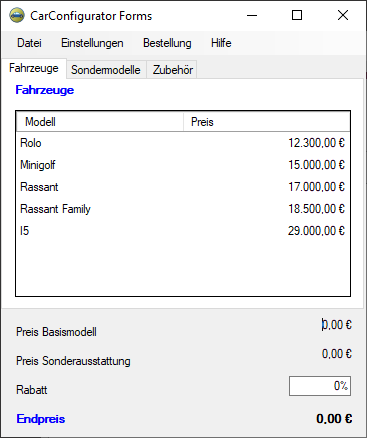 CarConfigurator Forms
Datei Einstellungen Bestellung Hilfe
Fahrzeuge Sondermodelle Zubehör
Fahrzeuge
Modell Preis
Rolo 12.300,00 €
Minigolf 15.000,00 €
Rassant 17.000,00 €
Rassant Family 18.500,00 €
I5 29.000,00 €
Preis Basismodell 0,00 €
Preis Sonderausstattung 0,00 €
Rabatt 0%
Endpreis 0,00 €